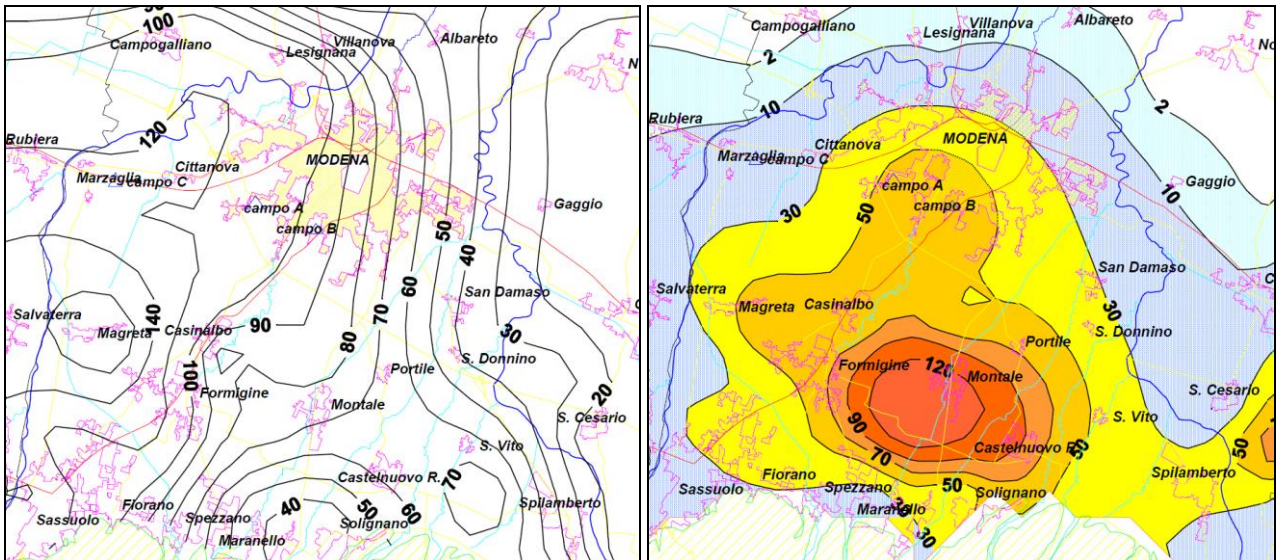 100
Campogalliano
Villanova
Lesignana
Albareto
N
120
Rubiera
Cittanova
MODENA
Marzaglia
campo C
campo A
campo B
Gaggio
50
40
60
70
80
90
San Damaso
30
Salvaterra
Magreta
140
Casinalbo
100
Formigine
Portile
S. Donnino
20
Montale
S. Cesario
S. Vito
Castelnuovo R.
70
Spilamberto
40
50
60
Sassuolo
Fiorano
Spezzano
Maranello
Solignano
Campogalliano
Villanova
Lesignana
Albareto
No
2
2
10
Rubiera
Cittanova
MODENA
Marzaglia
campo C
campo A
campo B
Gaggio
10
30
50
San Damaso
30
Salvaterra
Magreta
Casinalbo
S. Donnino
Portile
Formigine
120
Montale
S. Cesario
S. Vito
90
70
Castelnuovo R.
50
50
Spilamberto
Fiorano
Sassuolo
Spezzano
50
Solignano
30
Maranello
30